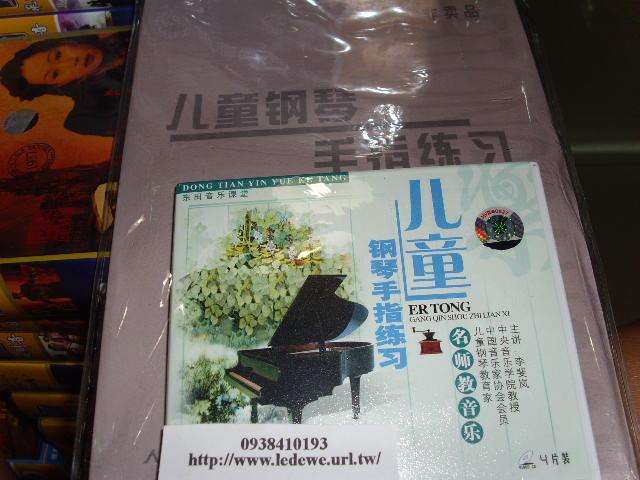 非卖品
儿童钢琴
手指练习
DONG TIAN YIN YUE KE TANG
东田音乐课堂
儿童
钢琴手指练习
ER TONG
GANG QIN SHOU ZHI LIAN XI
名师教音乐
主讲 李斐岚
中央音乐学院教授
中国音乐家协会会员
儿童钢琴教育家
4片装
0938410193
http://www.ledewe.url.tw/